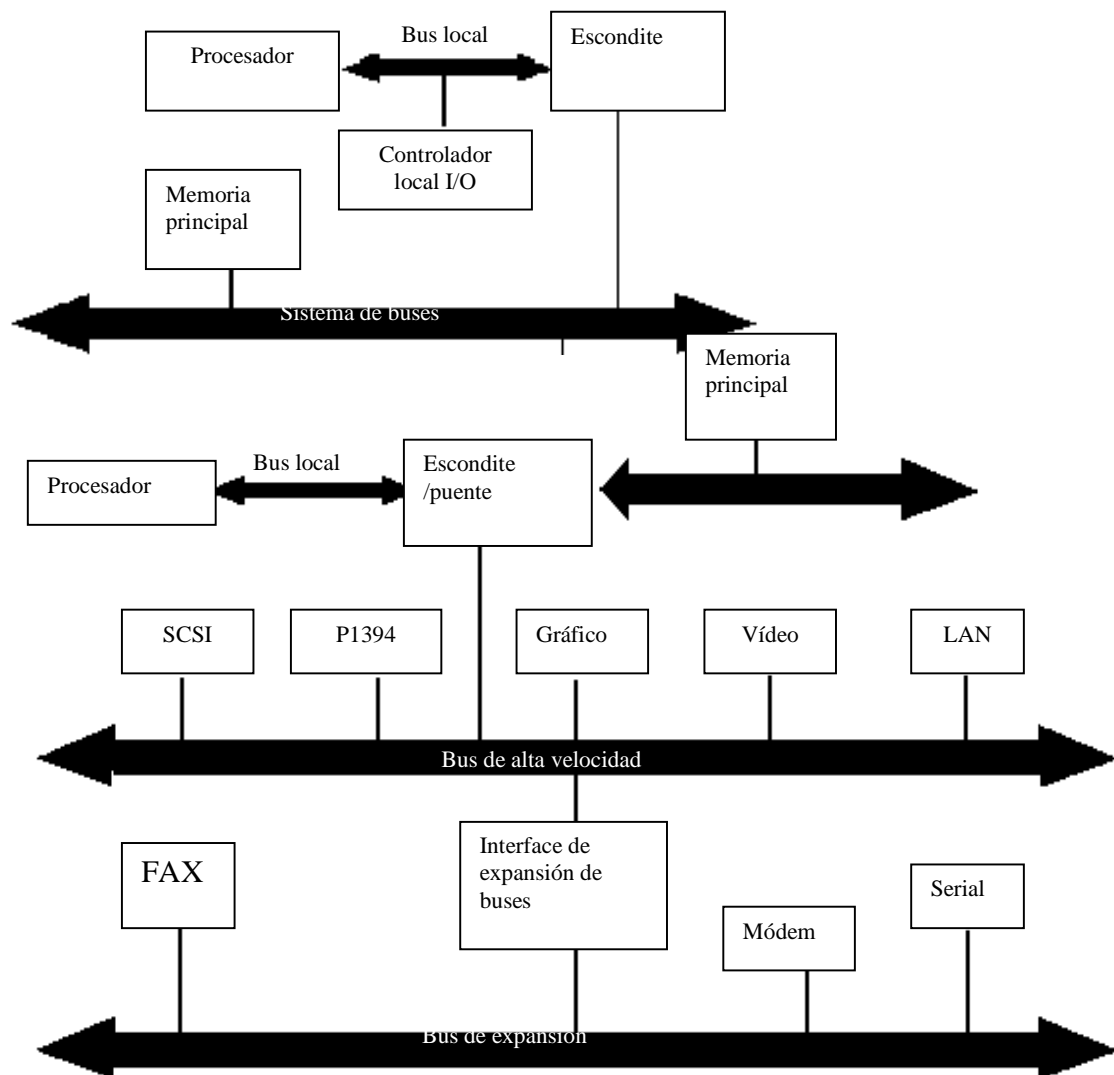 Bus local
Escondite
Procesador
Controlador
local I/O
Memoria
principal
Sistema de buses
Memoria
principal
Bus local
Escondite
/puente
Procesador
SCSI
P1394
Gráfico
Vídeo
LAN
Bus de alta velocidad
Interface de
expansión de
buses
FAX
Serial
Módem
Bus de expansión